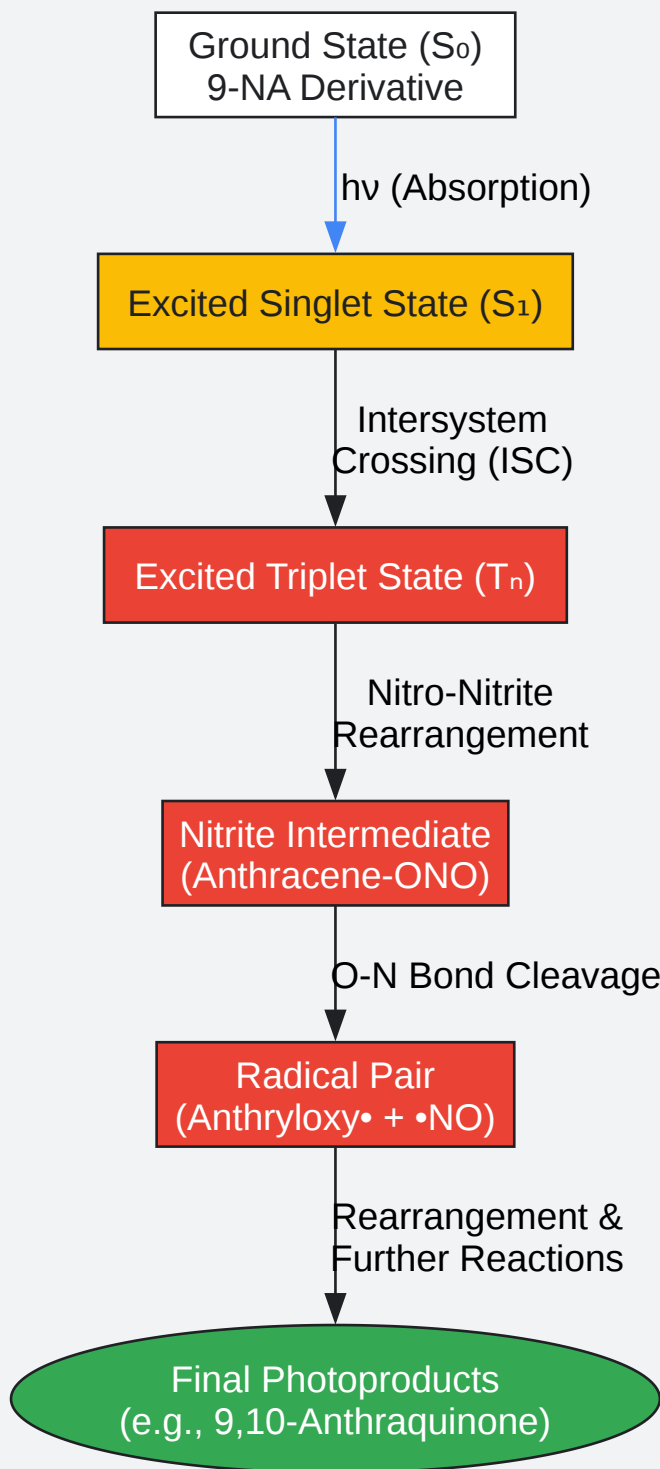 Ground State (S₀)
9-NA Derivative
hν (Absorption)
Excited Singlet State (S₁)
Intersystem
Crossing (ISC)
Excited Triplet State (Tₙ)
Nitro-Nitrite
Rearrangement
Nitrite Intermediate
(Anthracene-ONO)
O-N Bond Cleavage
Radical Pair
(Anthryloxy• + •NO)
Rearrangement &
Further Reactions
Final Photoproducts
(e.g., 9,10-Anthraquinone)